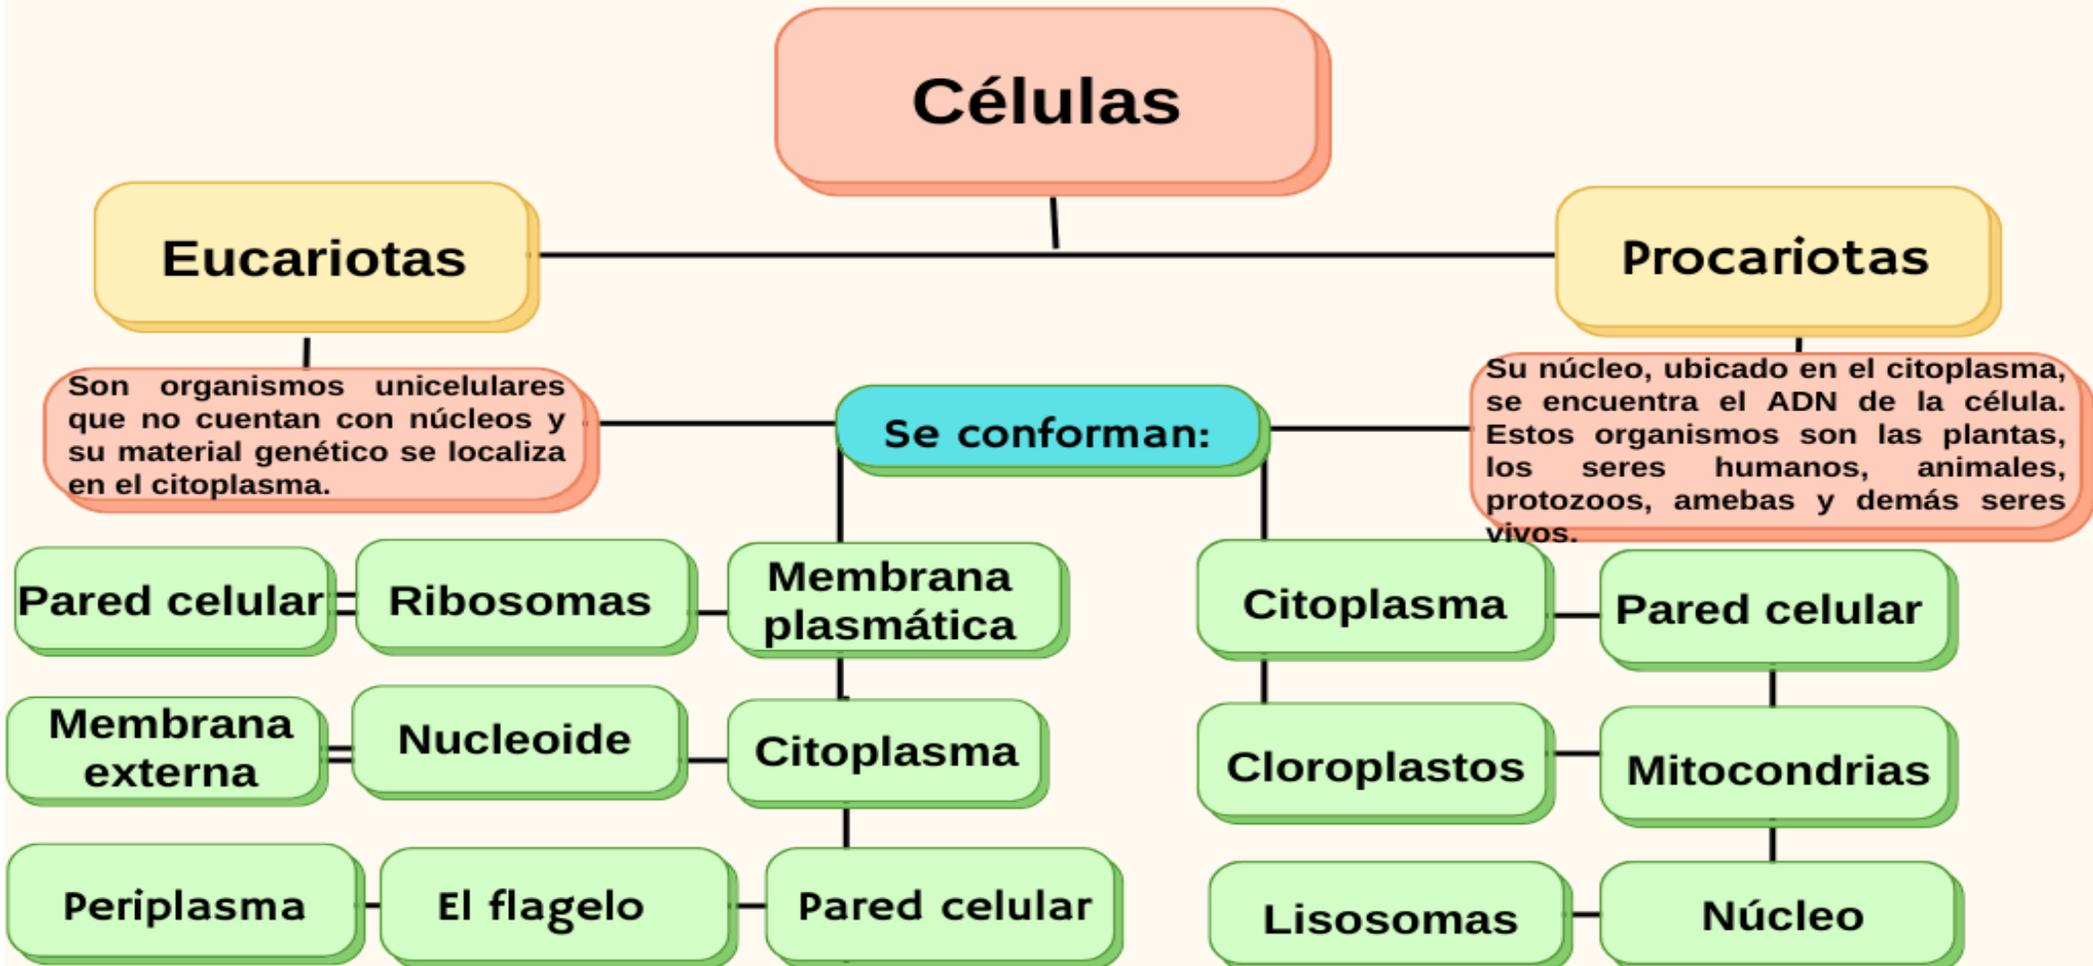 Células
Eucariotas
Procariotas
Son organismos unicelulares
que no cuentan con núcleos y
su material genético se localiza
en el citoplasma.
Se conforman:
Su núcleo, ubicado en el citoplasma,
se encuentra el ADN de la célula.
Estos organismos son las plantas,
los seres humanos, animales,
protozoos, amebas y demás seres
vivos.
Pared celular
Ribosomas
Membrana
plasmática
Citoplasma
Pared celular
Membrana
externa
Nucleoide
Citoplasma
Cloroplastos
Mitocondrias
Periplasma
El flagelo
Pared celular
Lisosomas
Núcleo